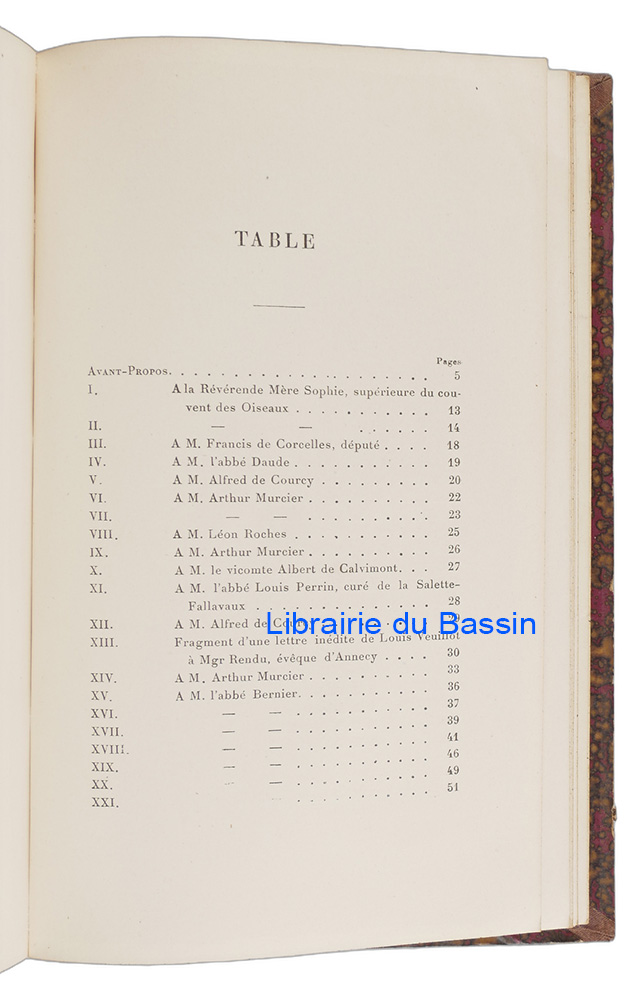 TABLE
Pages
AVANT-PROPOS. . . . . . . . . . . . . . . . . . 5
I. A la Révérende Mère Sophie, supérieure du cou-
vent des Oiseaux . . . . . . . . . . 13
II. — — . . . . . . 14
III. A M. Francis de Corcelles, député . . . . 18
IV. A M. l'abbé Daude . . . . . . . . . . 19
V. A M. Alfred de Courcy . . . . . . . . 20
VI. A M. Arthur Murcier . . . . . . . . . 22
VII. — — . . . . . . . . . 23
VIII. A M. Léon Roches . . . . . . . . . . 25
IX. A M. Arthur Murcier . . . . . . . . . 26
X. A M. le vicomte Albert de Calvimont. . . 27
XI. A M. l'abbé Louis Perrin, curé de la Salette-
Fallavaux . . . . . . . . . . . . . 28
XII. A M. Alfred de Courcy . . . . . . . . 29
XIII. Fragment d'une lettre inédite de Louis Veuillot
à Mgr Rendu, évêque d'Annecy . . . . 30
XIV. A M. Arthur Murcier . . . . . . . . . 33
XV. A M. l'abbé Bernier. . . . . . . . . . 36
XVI. — — . . . . . . . . . . 37
XVII. — — . . . . . . . . . . 39
XVIII. — — . . . . . . . . . . 41
XIX. — — . . . . . . . . . . 46
XX. — — . . . . . . . . . . 49
XXI. . . . . . . . . . . 51
Librairie du Bassin